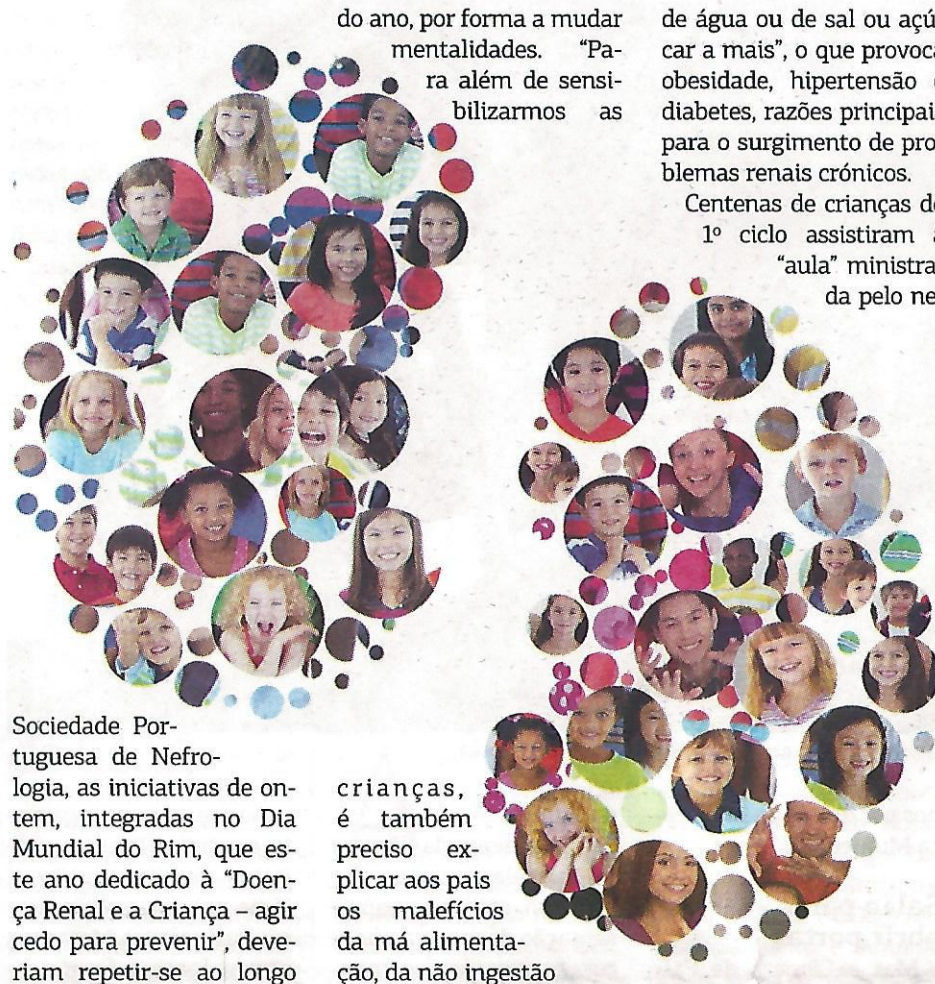 Sociedade Por-
tuguesa de Nefro-
logia, as iniciativas de on-
tem, integradas no Dia
Mundial do Rim, que es-
te ano dedicado à “Doen-
ça Renal e a Criança – agir
cedo para prevenir”, deve-
riam repetir-se ao longo
do ano, por forma a mudar
mentalidades. “Pa-
ra além de sensi-
bilizarmos as
crianças,
é também
preciso ex-
plicar aos pais
os malefícios
da má alimenta-
ção, da não ingestão
de água ou de sal ou açú
car a mais”, o que provoca
obesidade, hipertensão
diabetes, razões principai
para o surgimento de pro
blemas renais crónicos.
Centenas de crianças do
1º ciclo assistiram
“aula” ministra
da pelo ne